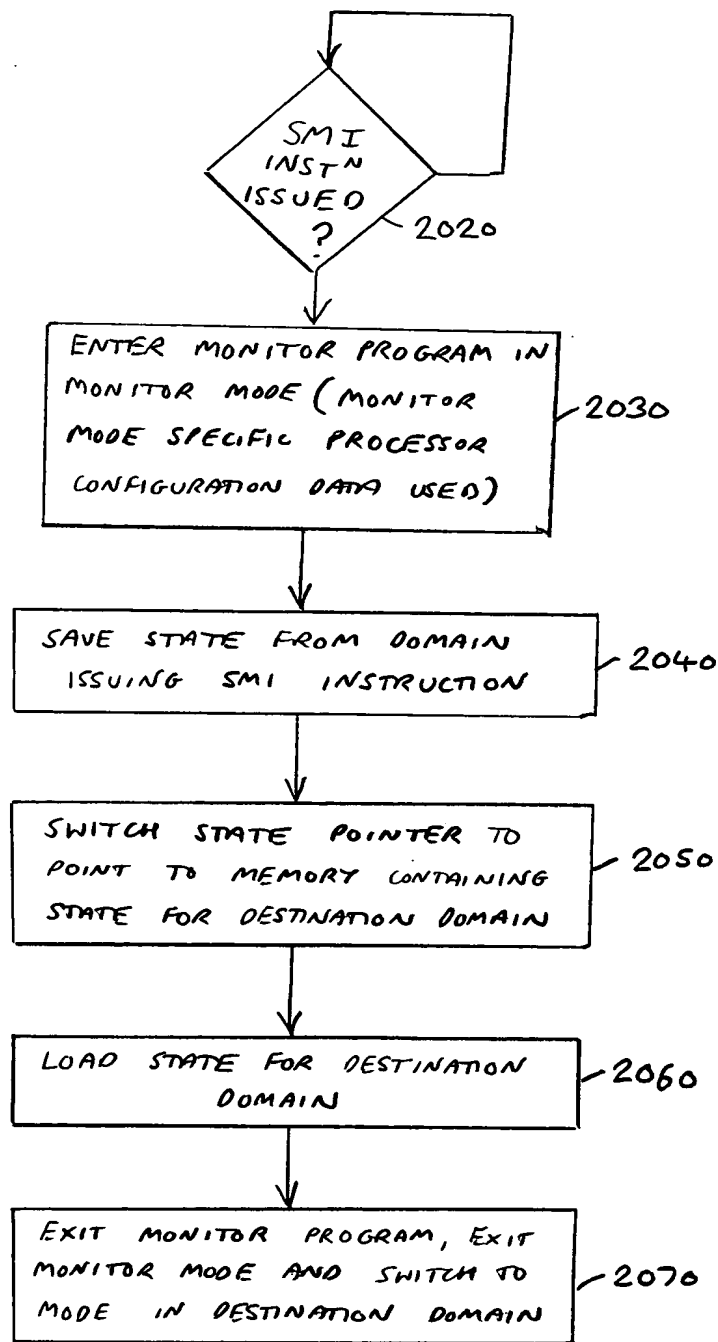 SMI
INSTN
ISSUED
?
2020
ENTER MONITOR PROGRAM IN
MONITOR MODE (MONITOR
MODE SPECIFIC PROCESSOR
CONFIGURATION DATA USED)
2030
SAVE STATE FROM DOMAIN
ISSUING SMI INSTRUCTION
2040
SWITCH STATE POINTER TO
POINT TO MEMORY CONTAINING
STATE FOR DESTINATION DOMAIN
2050
LOAD STATE FOR DESTINATION
DOMAIN
2060
EXIT MONITOR PROGRAM, EXIT
MONITOR MODE AND SWITCH TO
MODE IN DESTINATION DOMAIN
2070